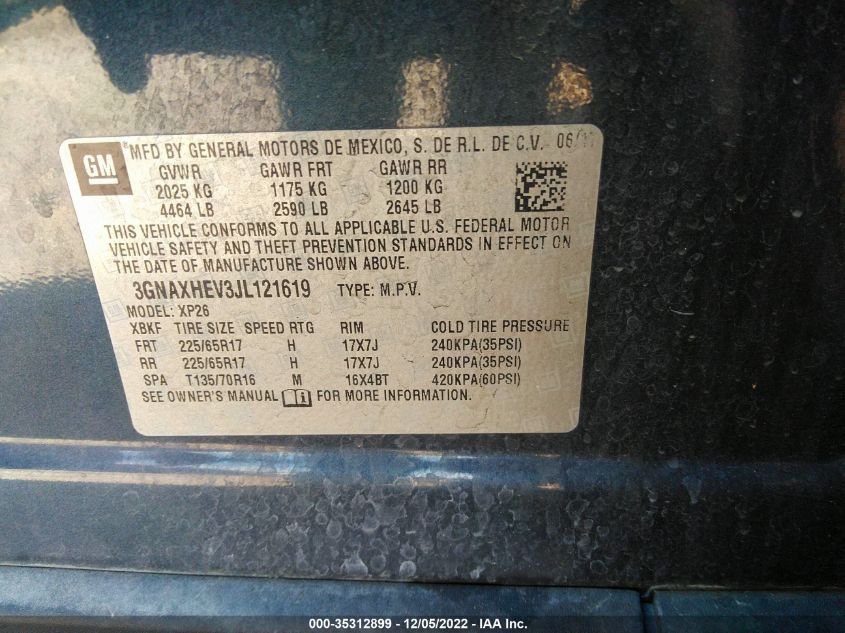 GM
® MFD BY GENERAL MOTORS DE MEXICO, S. DE R.L. DE C.V. 06/1
GVWR GAWR FRT GAWR RR
2025 KG 1175 KG 1200 KG
4464 LB 2590 LB 2645 LB
THIS VEHICLE CONFORMS TO ALL APPLICABLE U.S. FEDERAL MOTOR
VEHICLE SAFETY AND THEFT PREVENTION STANDARDS IN EFFECT ON
THE DATE OF MANUFACTURE SHOWN ABOVE.
3GNAXHEV3JL121619 TYPE: M.P.V.
MODEL: XP26
XBKF TIRE SIZE SPEED RTG RIM COLD TIRE PRESSURE
FRT 225/65R17 H 17X7J 240KPA(35PSI)
RR 225/65R17 H 17X7J 240KPA(35PSI)
SPA T135/70R16 M 16X4BT 420KPA(60PSI)
SEE OWNER'S MANUAL FOR MORE INFORMATION.
000-35312899 - 12/05/2022 - IAA Inc.